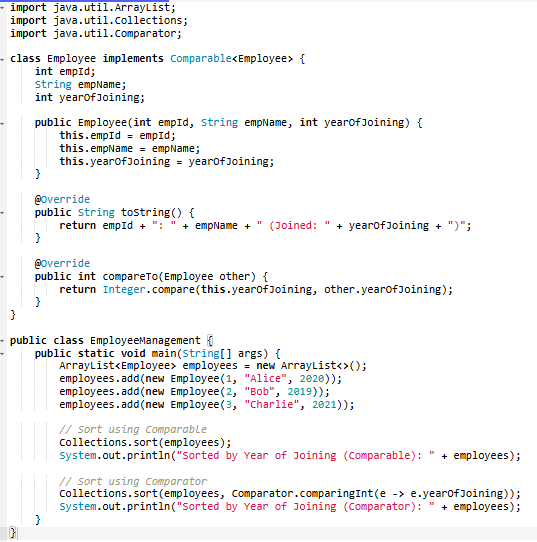 import java.util.ArrayList;
import java.util.Collections;
import java.util.Comparator;

class Employee implements Comparable<Employee> {
    int empId;
    String empName;
    int yearOfJoining;

    public Employee(int empId, String empName, int yearOfJoining) {
        this.empId = empId;
        this.empName = empName;
        this.yearOfJoining = yearOfJoining;
    }

    @Override
    public String toString() {
        return empId + ": " + empName + " (Joined: " + yearOfJoining + ")";
    }

    @Override
    public int compareTo(Employee other) {
        return Integer.compare(this.yearOfJoining, other.yearOfJoining);
    }
}

public class EmployeeManagement {
    public static void main(String[] args) {
        ArrayList<Employee> employees = new ArrayList<>();
        employees.add(new Employee(1, "Alice", 2020));
        employees.add(new Employee(2, "Bob", 2019));
        employees.add(new Employee(3, "Charlie", 2021));

        // Sort using Comparable
        Collections.sort(employees);
        System.out.println("Sorted by Year of Joining (Comparable): " + employees);

        // Sort using Comparator
        Collections.sort(employees, Comparator.comparingInt(e -> e.yearOfJoining));
        System.out.println("Sorted by Year of Joining (Comparator): " + employees);
    }
}